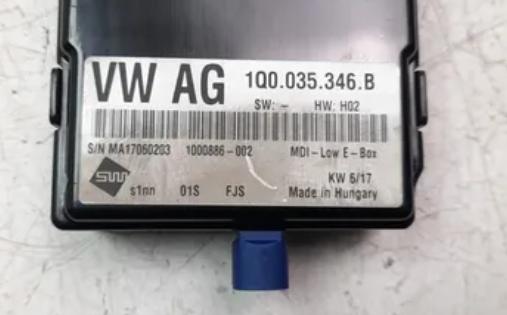 VW AG 1Q0.035.346.B
SW: - HW: H02
S/N MA17060203 1000886-002 MDI-Low E-Box
SW s1nn 01S FJS KW 6/17
Made in Hungary